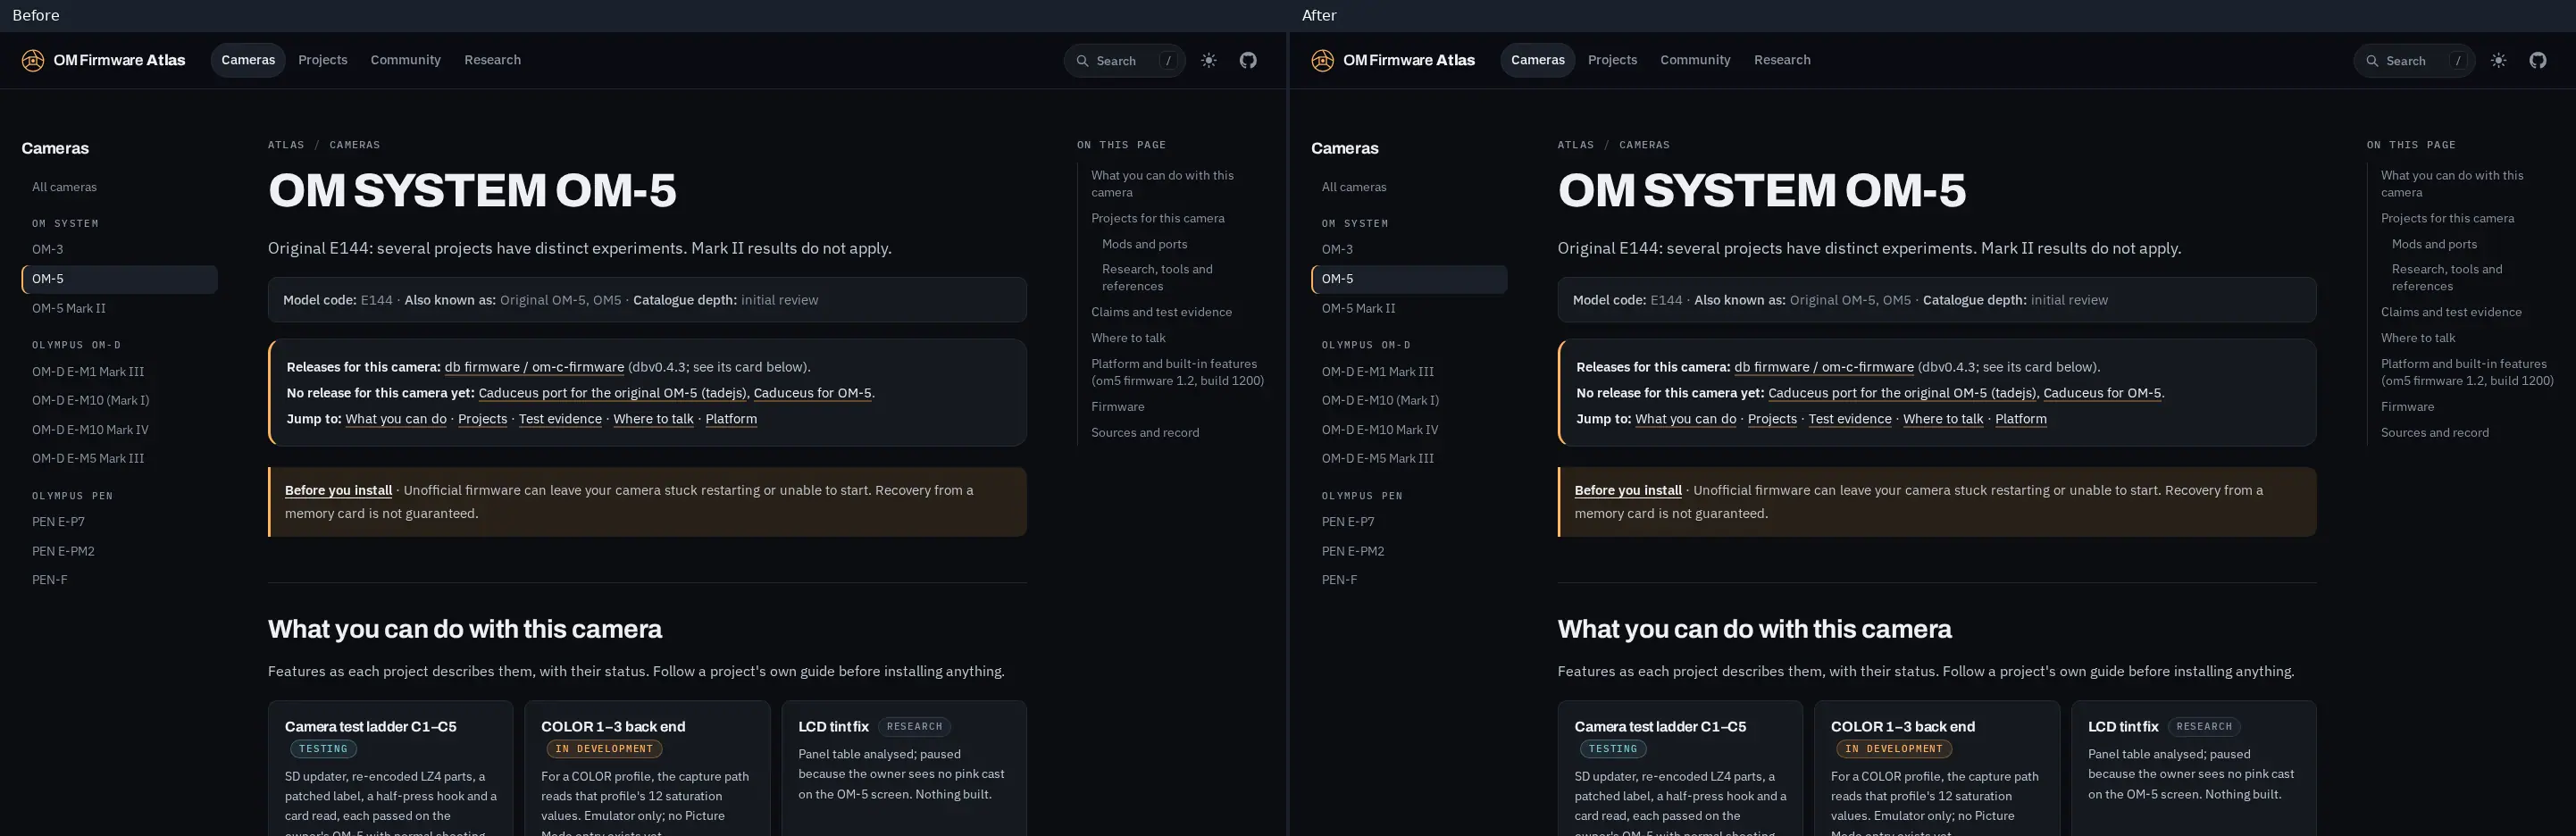 Before
OM Firmware Atlas
Cameras
Projects
Community
Research
Search
/
Cameras
All cameras
OM SYSTEM
OM-3
OM-5
OM-5 Mark II
OLYMPUS OM-D
OM-D E-M1 Mark III
OM-D E-M10 (Mark I)
OM-D E-M10 Mark IV
OM-D E-M5 Mark III
OLYMPUS PEN
PEN E-P7
PEN E-PM2
PEN-F
ATLAS / CAMERAS
OM SYSTEM OM-5
Original E144: several projects have distinct experiments. Mark II results do not apply.
Model code: E144 · Also known as: Original OM-5, OM5 · Catalogue depth: initial review
Releases for this camera: db firmware / om-c-firmware (dbv0.4.3; see its card below).
No release for this camera yet: Caduceus port for the original OM-5 (tadejs), Caduceus for OM-5.
Jump to: What you can do · Projects · Test evidence · Where to talk · Platform
Before you install · Unofficial firmware can leave your camera stuck restarting or unable to start. Recovery from a
memory card is not guaranteed.
What you can do with this camera
Features as each project describes them, with their status. Follow a project's own guide before installing anything.
Camera test ladder C1–C5
TESTING
SD updater, re-encoded LZ4 parts, a
patched label, a half-press hook and a
card read, each passed on the
owner's OM-5 with normal shooting
COLOR 1–3 back end
IN DEVELOPMENT
For a COLOR profile, the capture path
reads that profile's 12 saturation
values. Emulator only; no Picture
Mode entry exists yet
LCD tint fix RESEARCH
Panel table analysed; paused
because the owner sees no pink cast
on the OM-5 screen. Nothing built.
ON THIS PAGE
What you can do with this
camera
Projects for this camera
Mods and ports
Research, tools and
references
Claims and test evidence
Where to talk
Platform and built-in features
(om5 firmware 1.2, build 1200)
Firmware
Sources and record
After
OM Firmware Atlas
Cameras
Projects
Community
Research
Search
/
Cameras
All cameras
OM SYSTEM
OM-3
OM-5
OM-5 Mark II
OLYMPUS OM-D
OM-D E-M1 Mark III
OM-D E-M10 (Mark I)
OM-D E-M10 Mark IV
OM-D E-M5 Mark III
OLYMPUS PEN
PEN E-P7
PEN E-PM2
PEN-F
ATLAS / CAMERAS
OM SYSTEM OM-5
Original E144: several projects have distinct experiments. Mark II results do not apply.
Model code: E144 · Also known as: Original OM-5, OM5 · Catalogue depth: initial review
Releases for this camera: db firmware / om-c-firmware (dbv0.4.3; see its card below).
No release for this camera yet: Caduceus port for the original OM-5 (tadejs), Caduceus for OM-5.
Jump to: What you can do · Projects · Test evidence · Where to talk · Platform
Before you install · Unofficial firmware can leave your camera stuck restarting or unable to start. Recovery from a
memory card is not guaranteed.
What you can do with this camera
Features as each project describes them, with their status. Follow a project's own guide before installing anything.
Camera test ladder C1–C5
TESTING
SD updater, re-encoded LZ4 parts, a
patched label, a half-press hook and a
card read, each passed on the
owner's OM-5 with normal shooting
COLOR 1–3 back end
IN DEVELOPMENT
For a COLOR profile, the capture path
reads that profile's 12 saturation
values. Emulator only; no Picture
Mode entry exists yet
LCD tint fix RESEARCH
Panel table analysed; paused
because the owner sees no pink cast
on the OM-5 screen. Nothing built.
ON THIS PAGE
What you can do with this
camera
Projects for this camera
Mods and ports
Research, tools and
references
Claims and test evidence
Where to talk
Platform and built-in features
(om5 firmware 1.2, build 1200)
Firmware
Sources and record